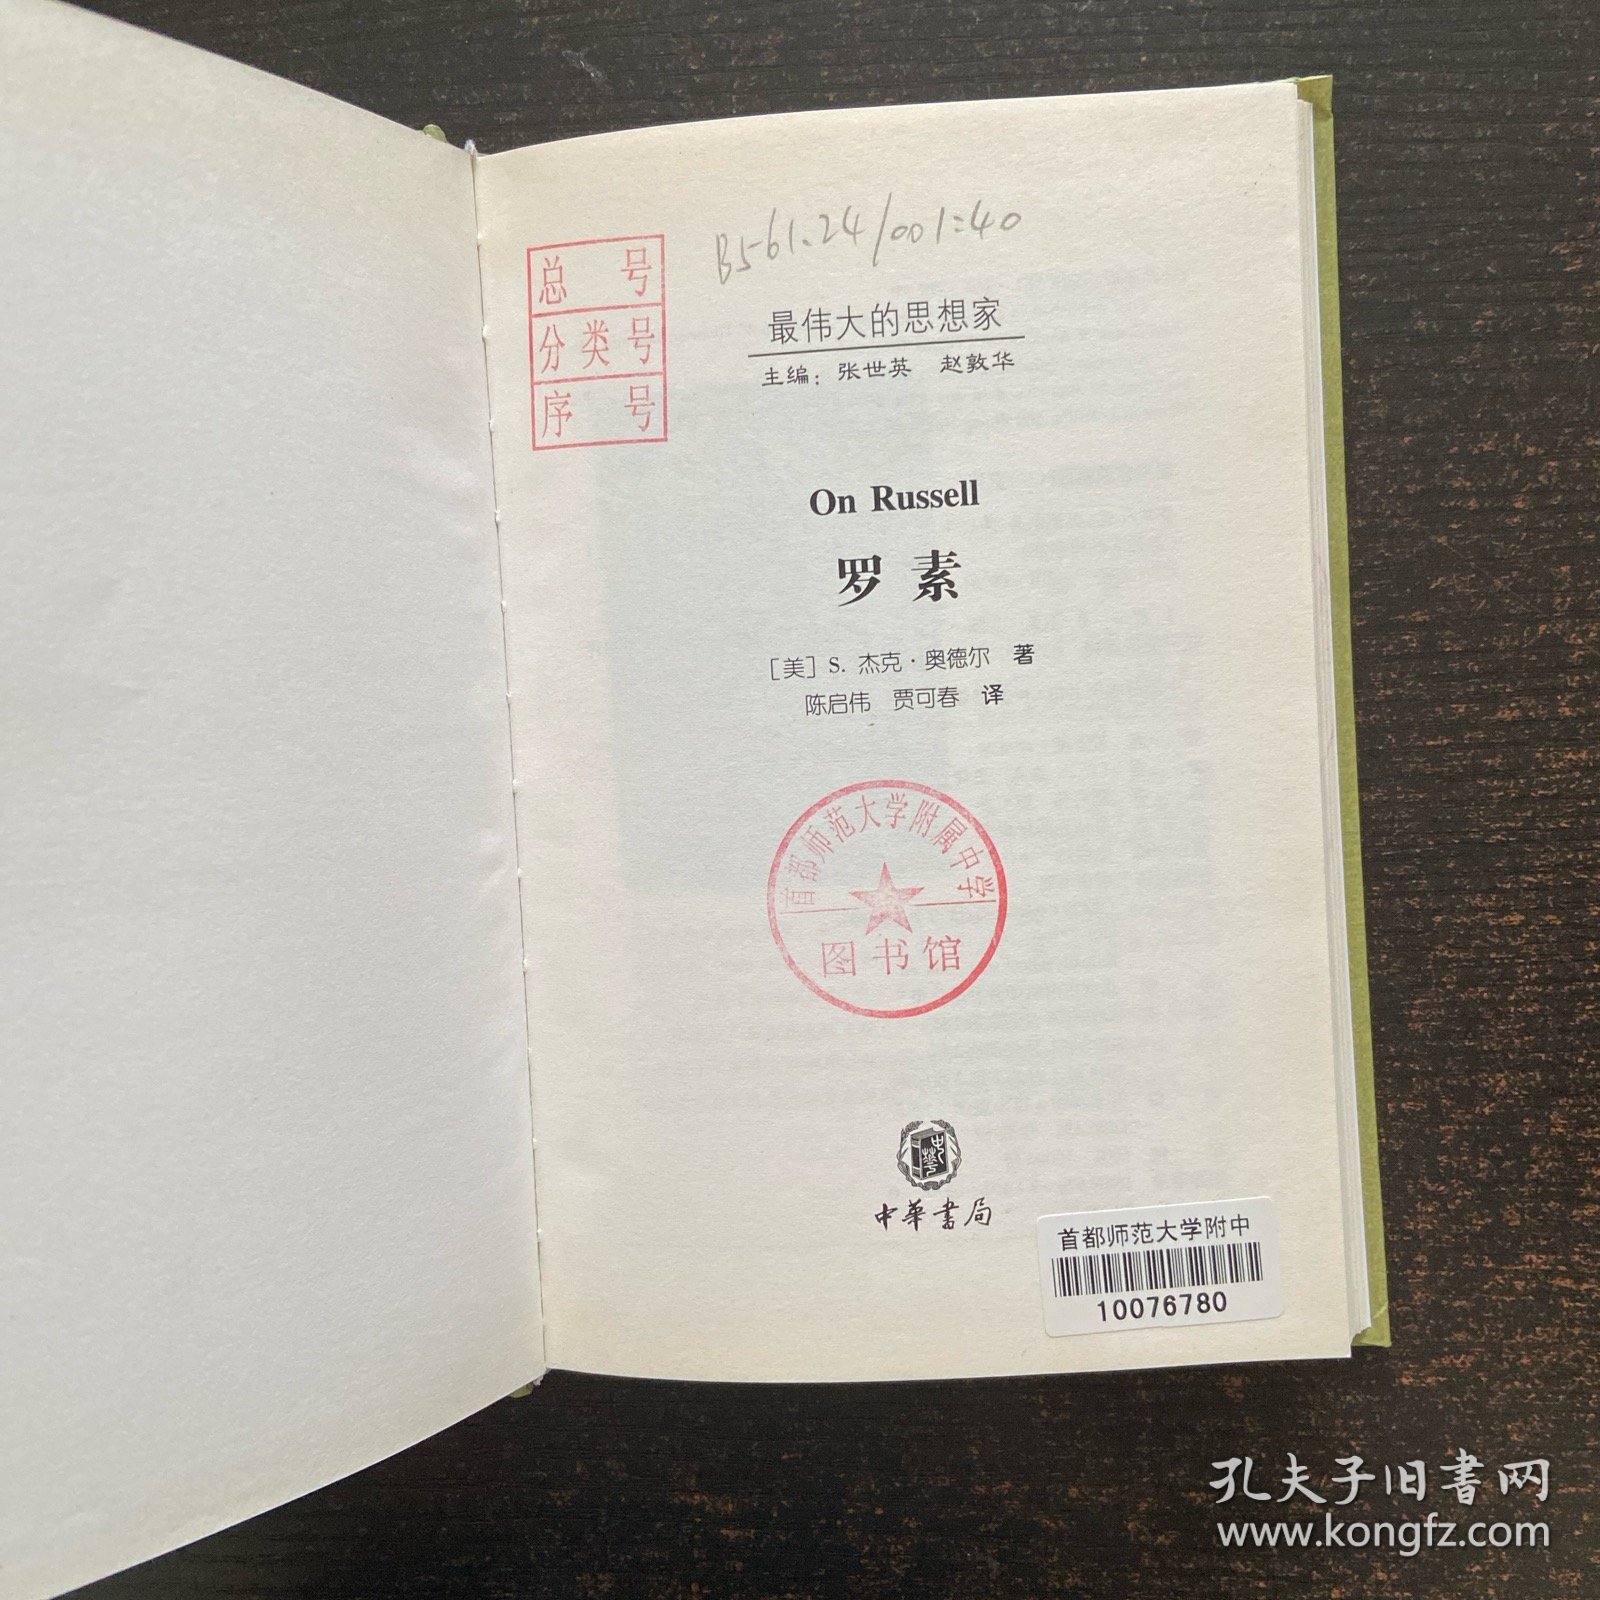 B561.24/001:40
总 号
分类号
序 号
最伟大的思想家
主编：张世英 赵敦华
On Russell
罗素
［美］S. 杰克·奥德尔 著
陈启伟 贾可春 译
首都师范大学附属中学
图书馆
中華書局
首都师范大学附中
10076780
孔夫子旧书网
www.kongfz.com